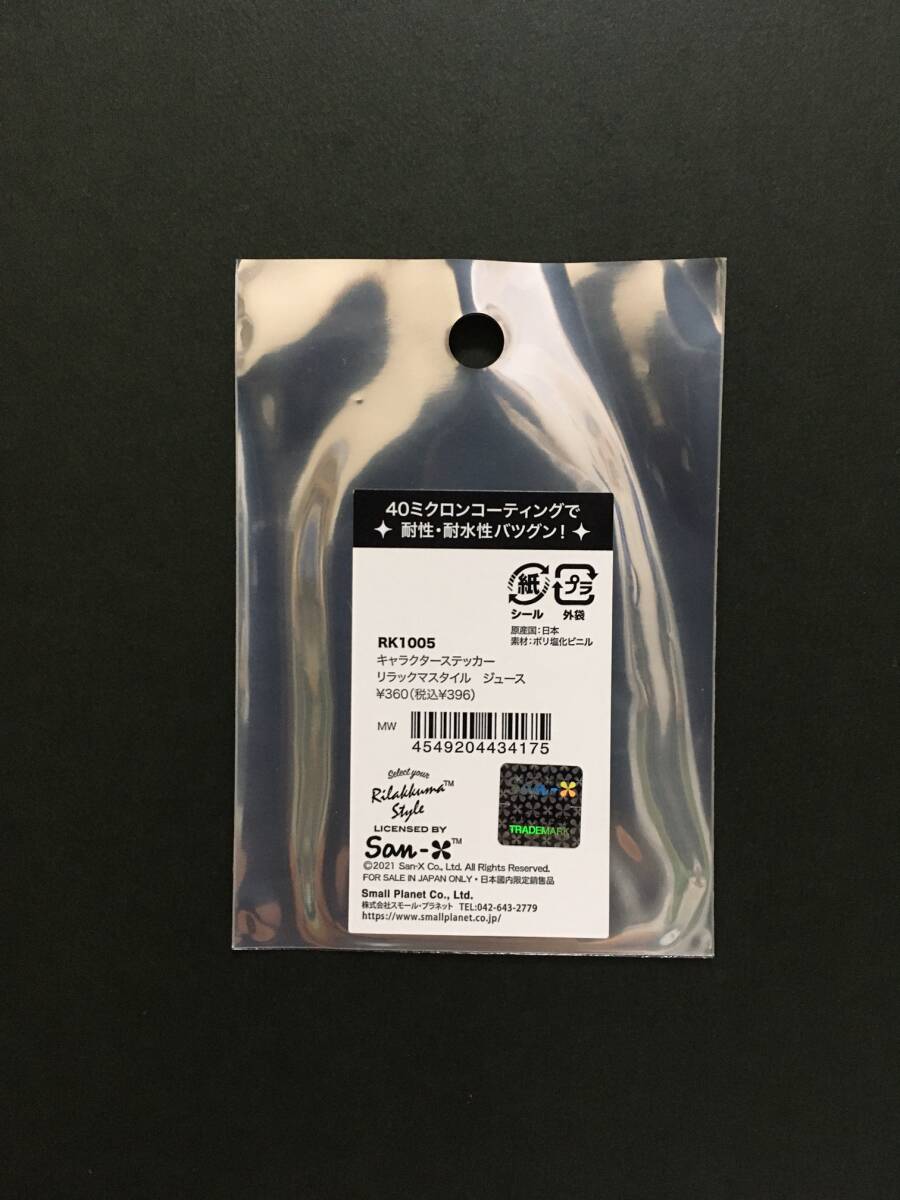 40ミクロンコーティングで
耐性・耐水性バツグン!
紙 プラ
シール 外袋
原産国:日本
素材:ポリ塩化ビニル
RK1005
キャラクターステッカー
リラックマスタイル ジュース
¥360(税込¥396)
MW
4549204434175
Select your
Rilakkuma™
Style
LICENSED BY
San-X™
TRADEMARK
©2021 San-X Co., Ltd. All Rights Reserved.
FOR SALE IN JAPAN ONLY・日本國内限定銷售品
Small Planet Co., Ltd.
株式会社スモール・プラネット TEL:042-643-2779
https://www.smallplanet.co.jp/